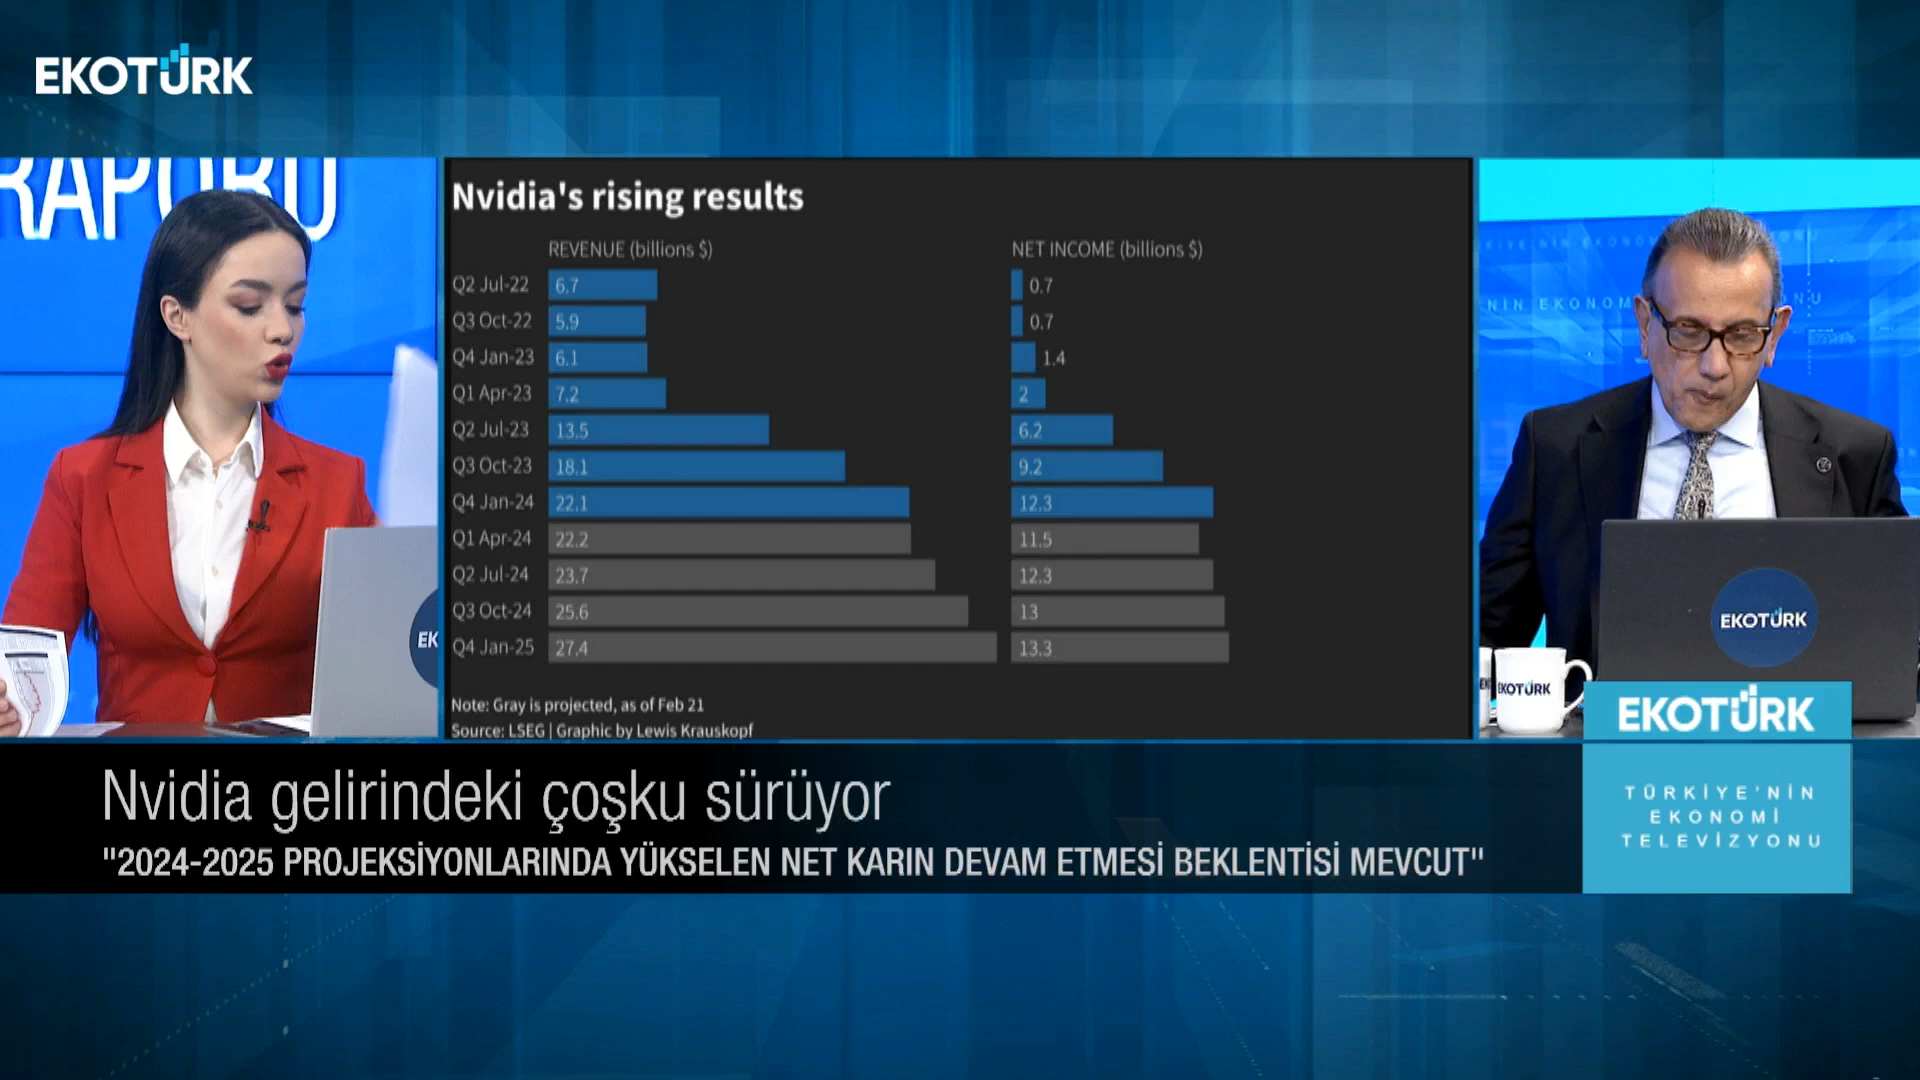 EKOTÜRK
RAPORU
Nvidia's rising results
REVENUE (billions $) NET INCOME (billions $)
Q2 Jul-22 6.7 0.7
Q3 Oct-22 5.9 0.7
Q4 Jan-23 6.1 1.4
Q1 Apr-23 7.2 2
Q2 Jul-23 13.5 6.2
Q3 Oct-23 18.1 9.2
Q4 Jan-24 22.1 12.3
Q1 Apr-24 22.2 11.5
Q2 Jul-24 23.7 12.3
Q3 Oct-24 25.6 13
Q4 Jan-25 27.4 13.3
Note: Gray is projected, as of Feb 21
Source: LSEG | Graphic by Lewis Krauskopf
EK
EKOTÜRK
EKOTÜRK
EKOTÜRK
Nvidia gelirindeki çoşku sürüyor
"2024-2025 PROJEKSİYONLARINDA YÜKSELEN NET KARIN DEVAM ETMESİ BEKLENTİSİ MEVCUT"
TÜRKİYE'NİN
EKONOMİ
TELEVİZYONU